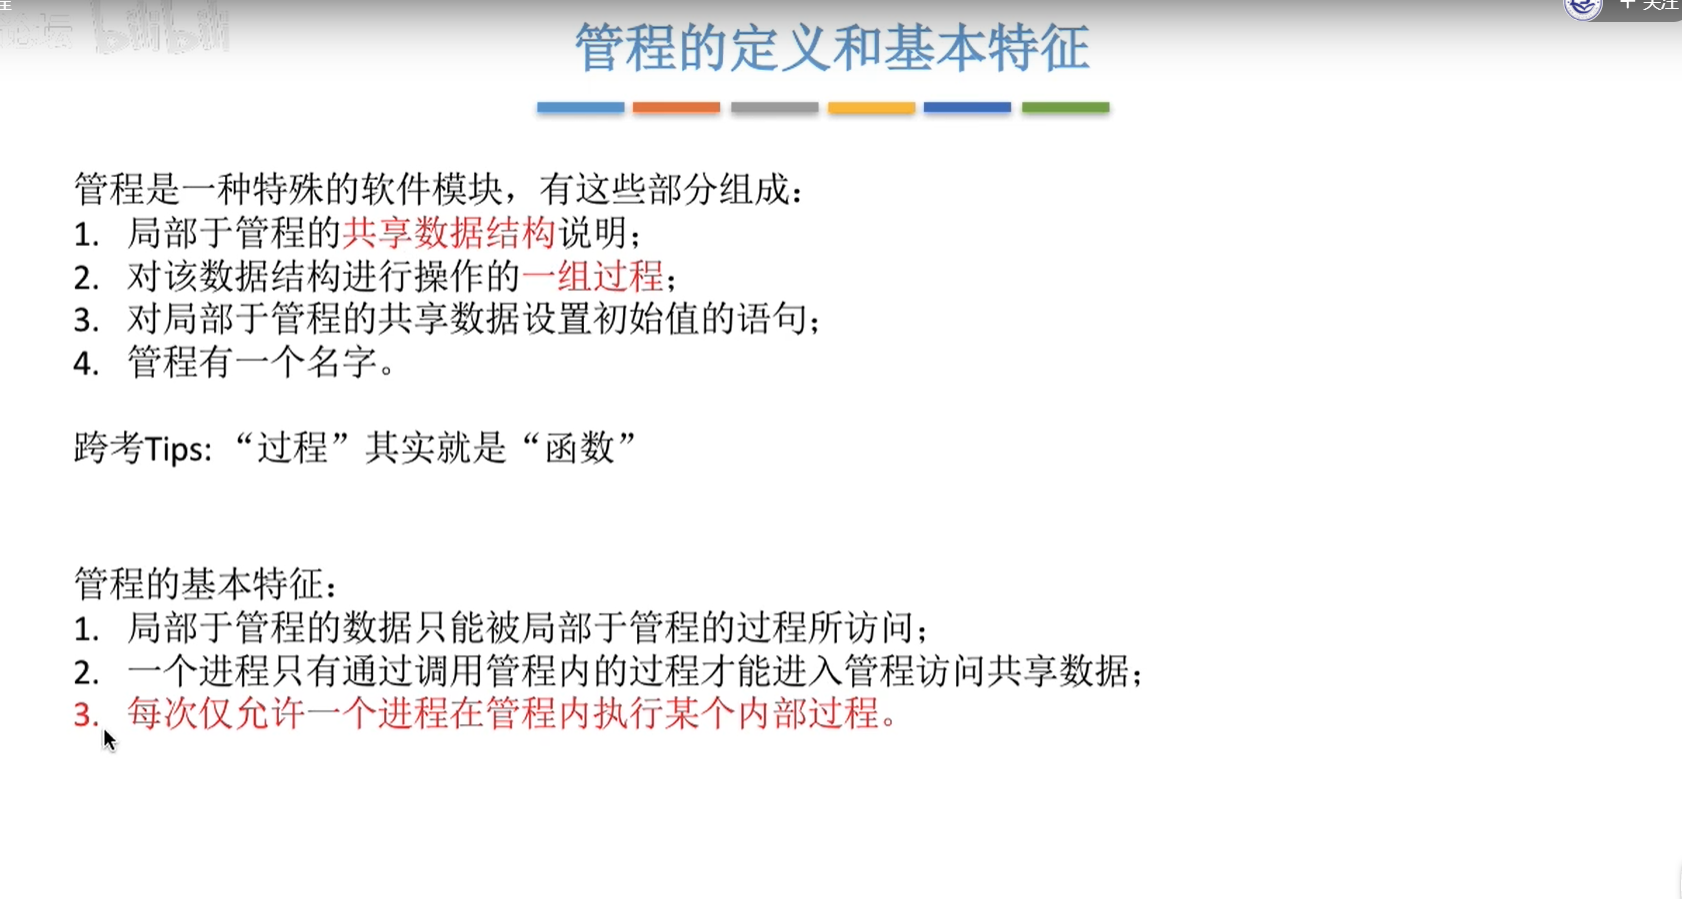 关注
bilibili
管程的定义和基本特征
管程是一种特殊的软件模块，有这些部分组成：
1. 局部于管程的共享数据结构说明；
2. 对该数据结构进行操作的一组过程；
3. 对局部于管程的共享数据设置初始值的语句；
4. 管程有一个名字。
跨考Tips: “过程”其实就是“函数”
管程的基本特征：
1. 局部于管程的数据只能被局部于管程的过程所访问；
2. 一个进程只有通过调用管程内的过程才能进入管程访问共享数据；
3. 每次仅允许一个进程在管程内执行某个内部过程。